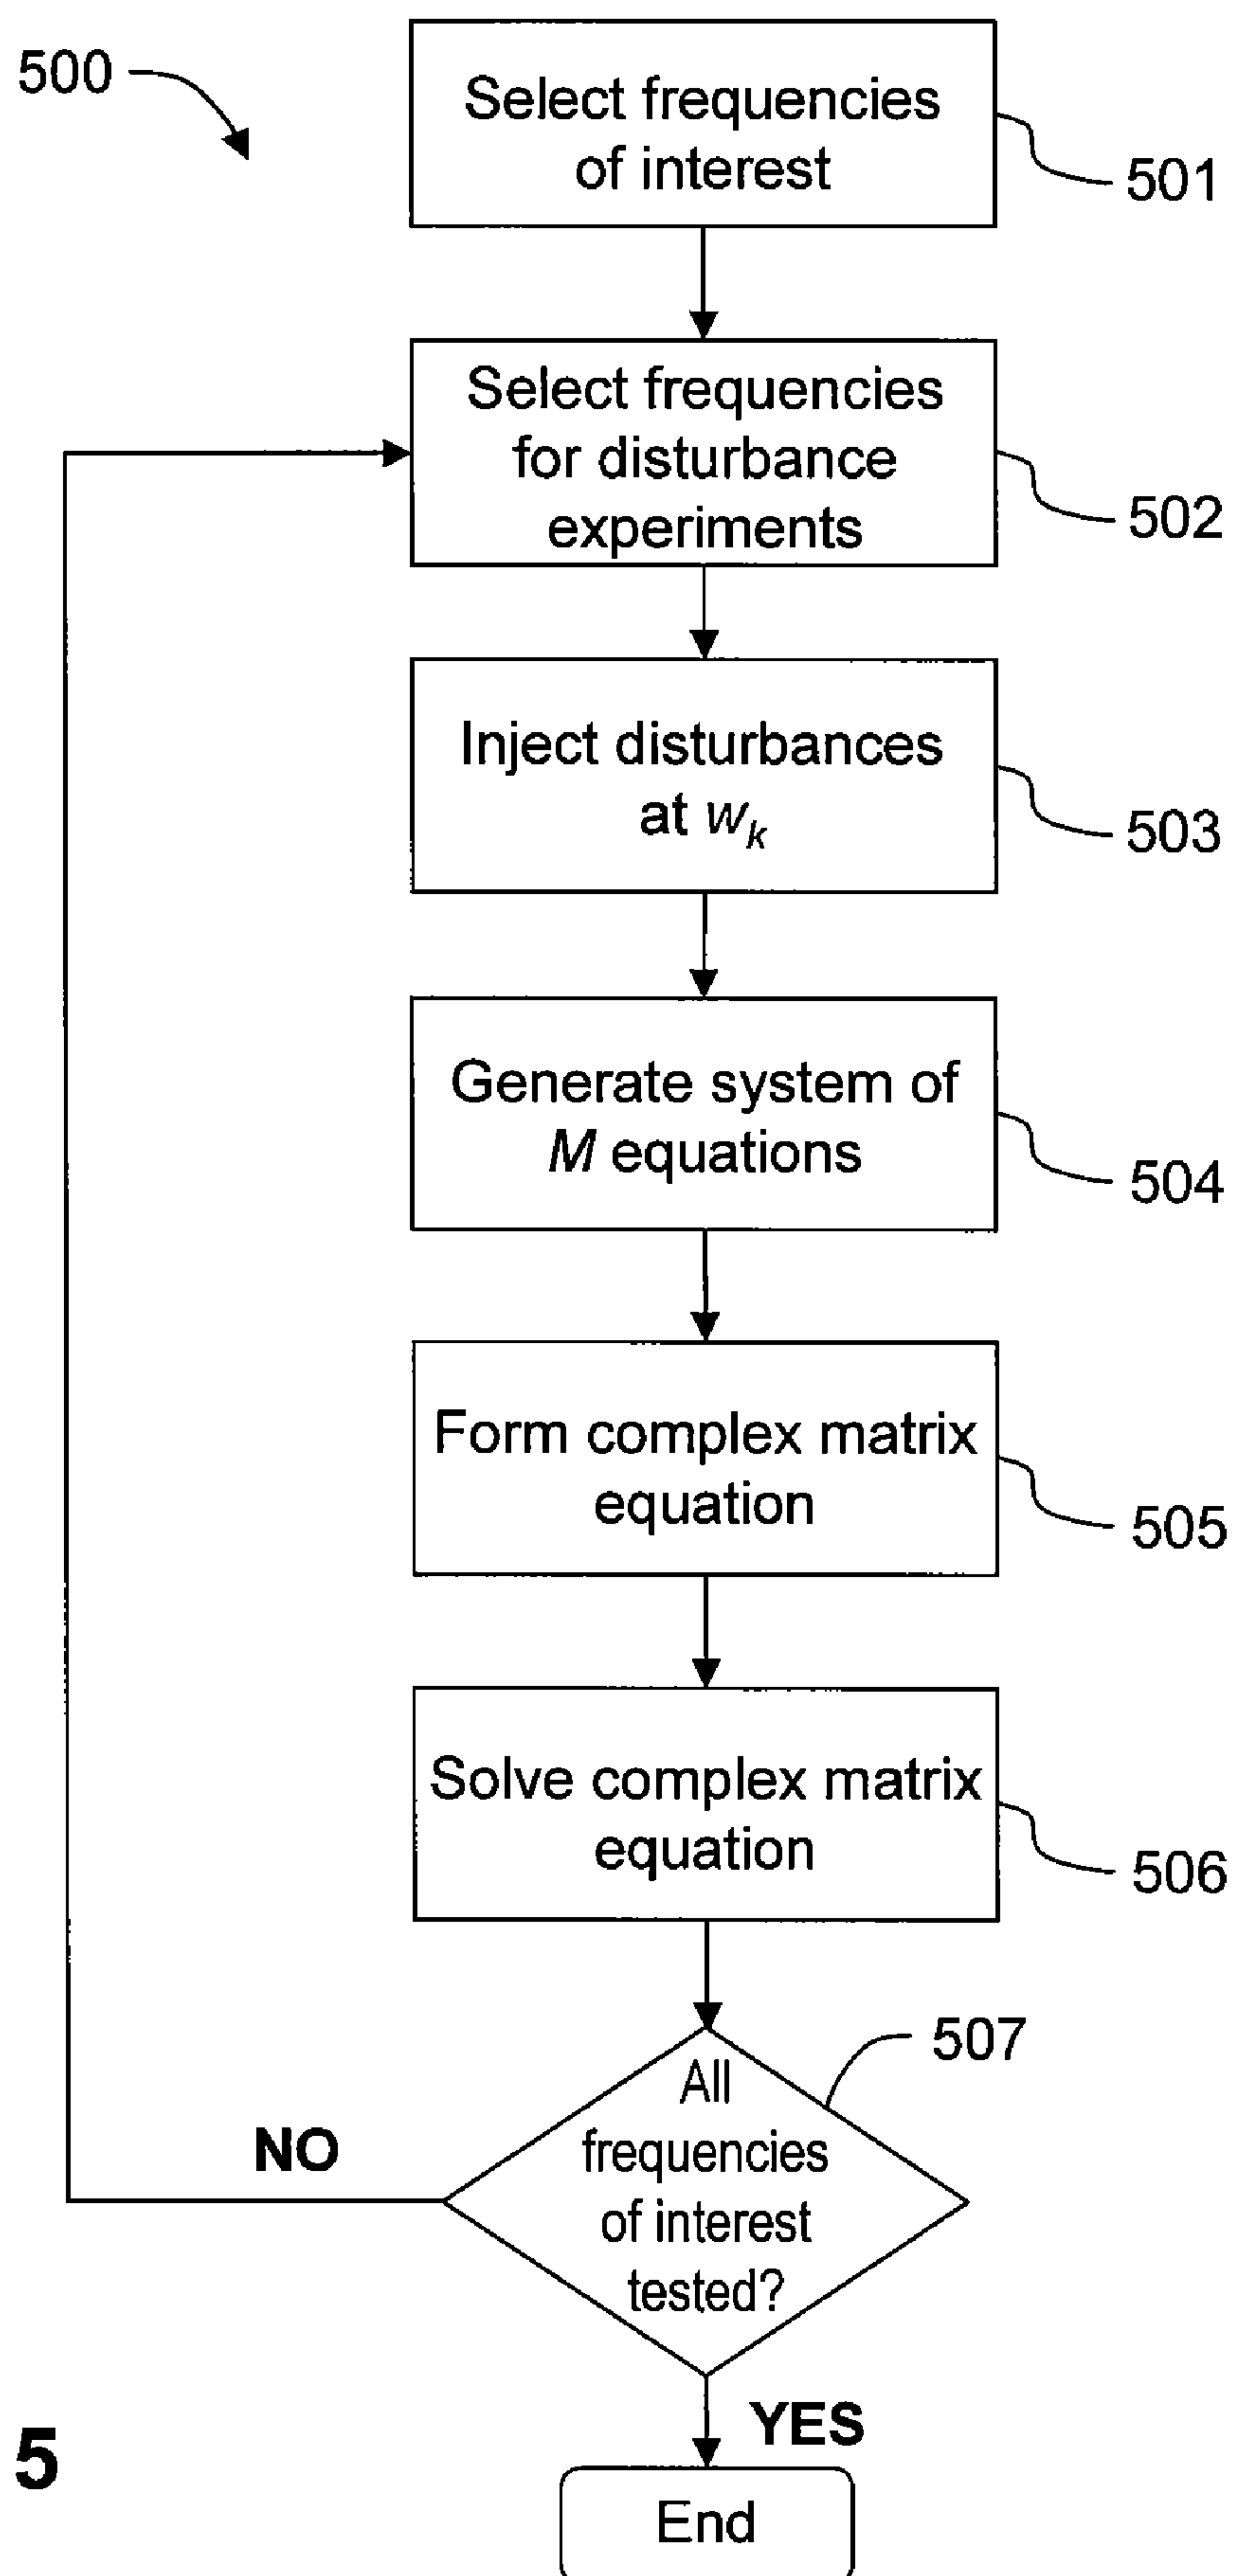 500
Select frequencies
of interest
501
Select frequencies
for disturbance
experiments
502
Inject disturbances
at wk
503
Generate system of
M equations
504
Form complex matrix
equation
505
Solve complex matrix
equation
506
507
All
frequencies
of interest
tested?
NO
YES
5
End